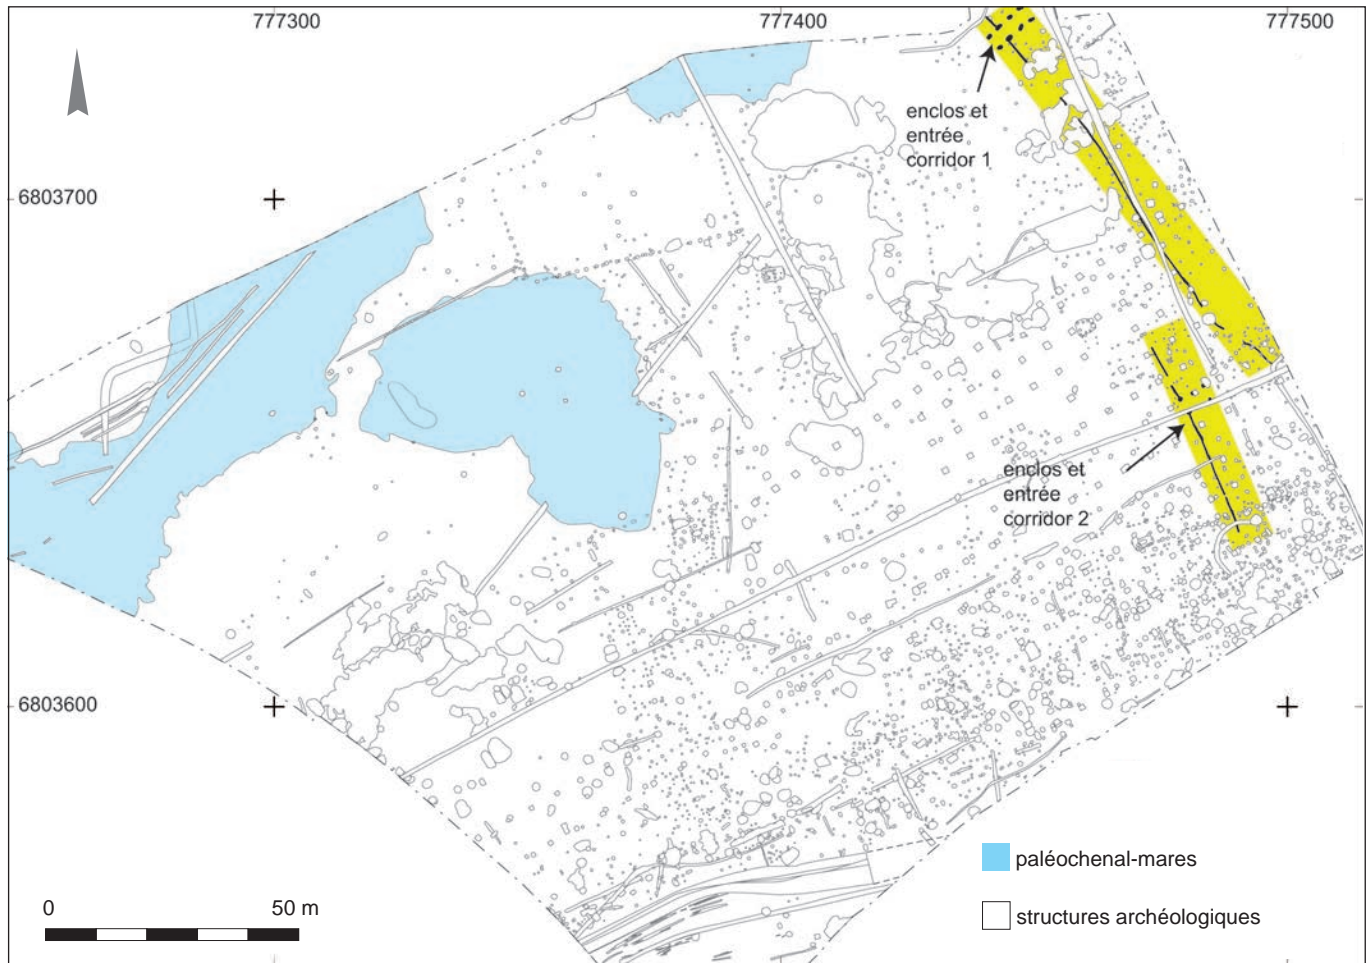 777300
777400
777500
enclos et
entrée
corridor 1
6803700
enclos et
entrée
corridor 2
6803600
paléochenal-mares
0 50 m
structures archéologiques